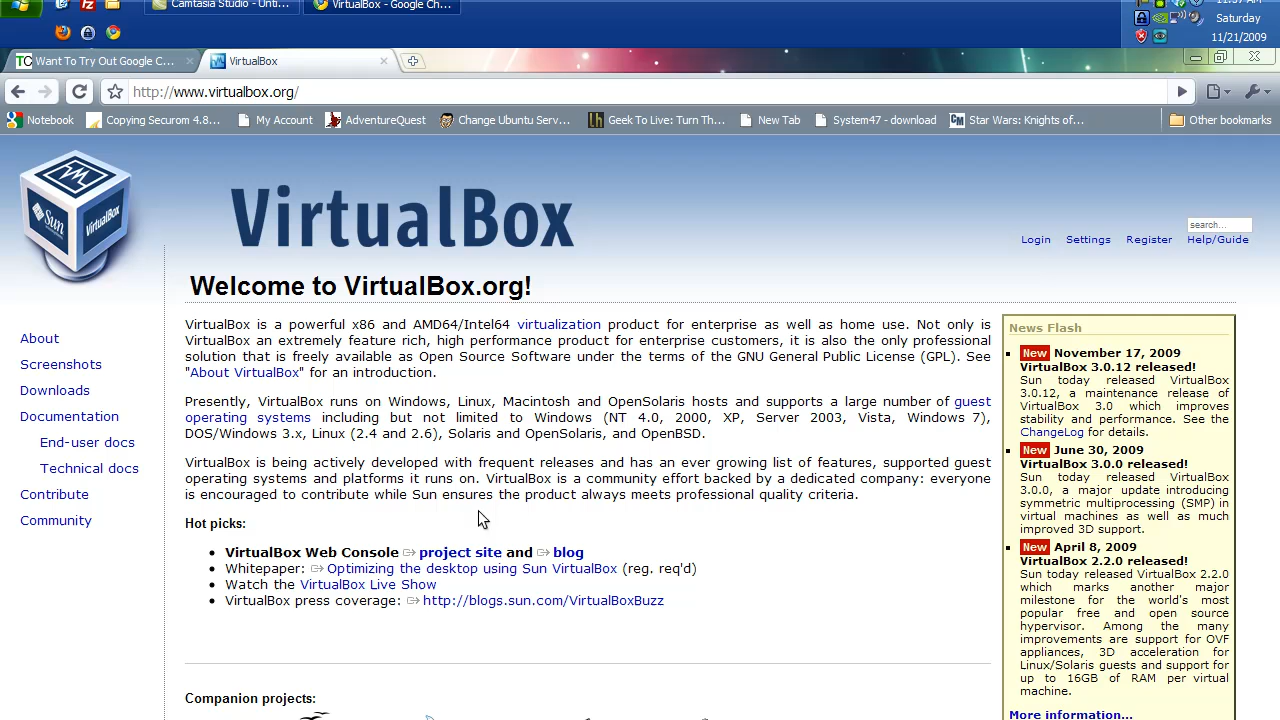 Camtasia Studio - Unti...
VirtualBox - Google Ch...
Saturday
11/21/2009
TC Want To Try Out Google C...
VirtualBox
http://www.virtualbox.org/
Notebook
Copying Securom 4.8...
My Account
AdventureQuest
Change Ubuntu Serv...
lh Geek To Live: Turn Th...
New Tab
System47 - download
CM Star Wars: Knights of...
Other bookmarks
Sun
VirtualBox
VirtualBox
search...
Login Settings Register Help/Guide
Welcome to VirtualBox.org!
About
Screenshots
Downloads
Documentation
End-user docs
Technical docs
Contribute
Community
VirtualBox is a powerful x86 and AMD64/Intel64 virtualization product for enterprise as well as home use. Not only is
VirtualBox an extremely feature rich, high performance product for enterprise customers, it is also the only professional
solution that is freely available as Open Source Software under the terms of the GNU General Public License (GPL). See
"About VirtualBox" for an introduction.
Presently, VirtualBox runs on Windows, Linux, Macintosh and OpenSolaris hosts and supports a large number of guest
operating systems including but not limited to Windows (NT 4.0, 2000, XP, Server 2003, Vista, Windows 7),
DOS/Windows 3.x, Linux (2.4 and 2.6), Solaris and OpenSolaris, and OpenBSD.
VirtualBox is being actively developed with frequent releases and has an ever growing list of features, supported guest
operating systems and platforms it runs on. VirtualBox is a community effort backed by a dedicated company: everyone
is encouraged to contribute while Sun ensures the product always meets professional quality criteria.
Hot picks:
VirtualBox Web Console project site and blog
Whitepaper: Optimizing the desktop using Sun VirtualBox (reg. req'd)
Watch the VirtualBox Live Show
VirtualBox press coverage: http://blogs.sun.com/VirtualBoxBuzz
Companion projects:
News Flash
New November 17, 2009
VirtualBox 3.0.12 released!
Sun today released VirtualBox
3.0.12, a maintenance release of
VirtualBox 3.0 which improves
stability and performance. See the
ChangeLog for details.
New June 30, 2009
VirtualBox 3.0.0 released!
Sun today released VirtualBox
3.0.0, a major update introducing
symmetric multiprocessing (SMP) in
virtual machines as well as much
improved 3D support.
New April 8, 2009
VirtualBox 2.2.0 released!
Sun today released VirtualBox 2.2.0
which marks another major
milestone for the world's most
popular free and open source
hypervisor. Among the many
improvements are support for OVF
appliances, 3D acceleration for
Linux/Solaris guests and support for
up to 16GB of RAM per virtual
machine.
More information...